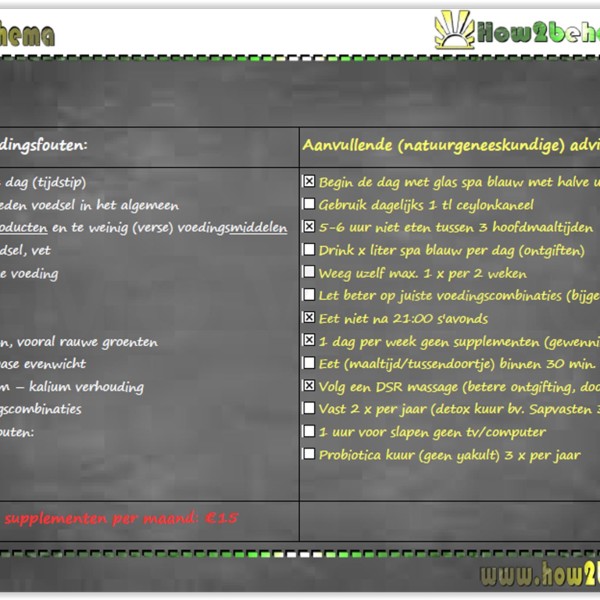 hema
How2beh
dingsfouten:
Aanvullende (natuurgeneeskundige) advi
dag (tijdstip)
eden voedsel in het algemeen
oducten en te weinig (verse) voedingsmiddelen
dsel, vet
e voeding
n, vooral rauwe groenten
ase evenwicht
m – kalium verhouding
gscombinaties
outen:
Begin de dag met glas spa blauw met halve u
Gebruik dagelijks 1 tl ceylonkaneel
5-6 uur niet eten tussen 3 hoofdmaaltijden
Drink x liter spa blauw per dag (ontgiften)
Weeg uzelf max. 1 x per 2 weken
Let beter op juiste voedingscombinaties (bijge
Eet niet na 21:00 s'avonds
1 dag per week geen supplementen (gewenni
Eet (maaltijd/tussendoortje) binnen 30 min.
Volg een DSR massage (betere ontgifting, doo
Vast 2 x per jaar (detox kuur bv. Sapvasten 3
1 uur voor slapen geen tv/computer
Probiotica kuur (geen yakult) 3 x per jaar
supplementen per maand: €15
www.how2b